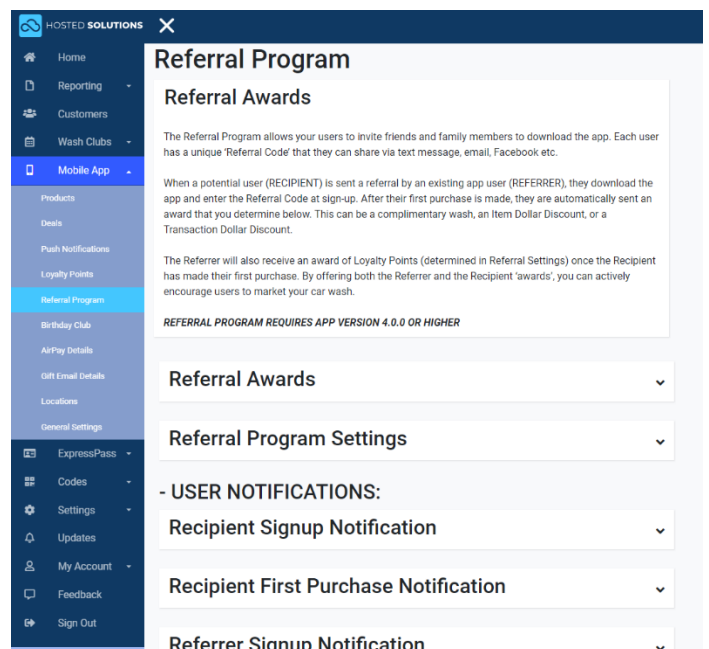 HOSTED SOLUTIONS
Home
Reporting
Customers
Wash Clubs
Mobile App
Products
Deals
Push Notifications
Loyalty Points
Referral Program
Birthday Club
AirPay Details
Gift Email Details
Locations
General Settings
ExpressPass
Codes
Settings
Updates
My Account
Feedback
Sign Out
Referral Program
Referral Awards
The Referral Program allows your users to invite friends and family members to download the app. Each user
has a unique 'Referral Code' that they can share via text message, email, Facebook etc.
When a potential user (RECIPIENT) is sent a referral by an existing app user (REFERRER), they download the
app and enter the Referral Code at sign-up. After their first purchase is made, they are automatically sent an
award that you determine below. This can be a complimentary wash, an Item Dollar Discount, or a
Transaction Dollar Discount.
The Referrer will also receive an award of Loyalty Points (determined in Referral Settings) once the Recipient
has made their first purchase. By offering both the Referrer and the Recipient 'awards', you can actively
encourage users to market your car wash.
REFERRAL PROGRAM REQUIRES APP VERSION 4.0.0 OR HIGHER
Referral Awards
Referral Program Settings
- USER NOTIFICATIONS:
Recipient Signup Notification
Recipient First Purchase Notification
Referrer Signup Notification